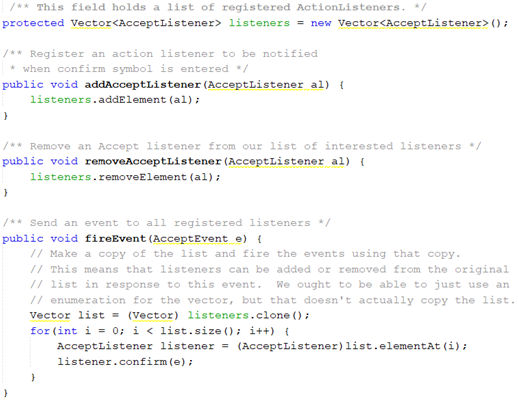 /** This field holds a list of registered ActionListeners. */
protected Vector<AcceptListener> listeners = new Vector<AcceptListener>();
/** Register an action listener to be notified
* when confirm symbol is entered */
public void addAcceptListener(AcceptListener al) {
listeners.addElement(al);
}
/** Remove an Accept listener from our list of interested listeners */
public void removeAcceptListener(AcceptListener al) {
listeners.removeElement(al);
}
/** Send an event to all registered listeners */
public void fireEvent(AcceptEvent e) {
// Make a copy of the list and fire the events using that copy.
// This means that listeners can be added or removed from the original
// list in response to this event.  We ought to be able to just use an
// enumeration for the vector, but that doesn't actually copy the list.
Vector list = (Vector) listeners.clone();
for(int i = 0; i < list.size(); i++) {
AcceptListener listener = (AcceptListener)list.elementAt(i);
listener.confirm(e);
}
}